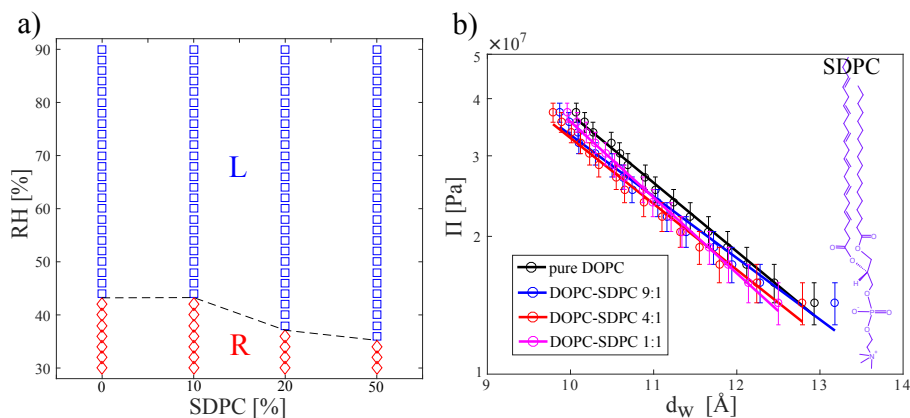 a)
RH [%]
90
80
70
60
50
40
30
L
R
0
10
20
50
SDPC [%]
b)
×10⁷
Π [Pa]
5
4
3
2
1
SDPC
O
O
O
O
H
O
O
P
O
O
N⁺
pure DOPC
DOPC-SDPC 9:1
DOPC-SDPC 4:1
DOPC-SDPC 1:1
9
10
11
12
13
14
d_W [Å]